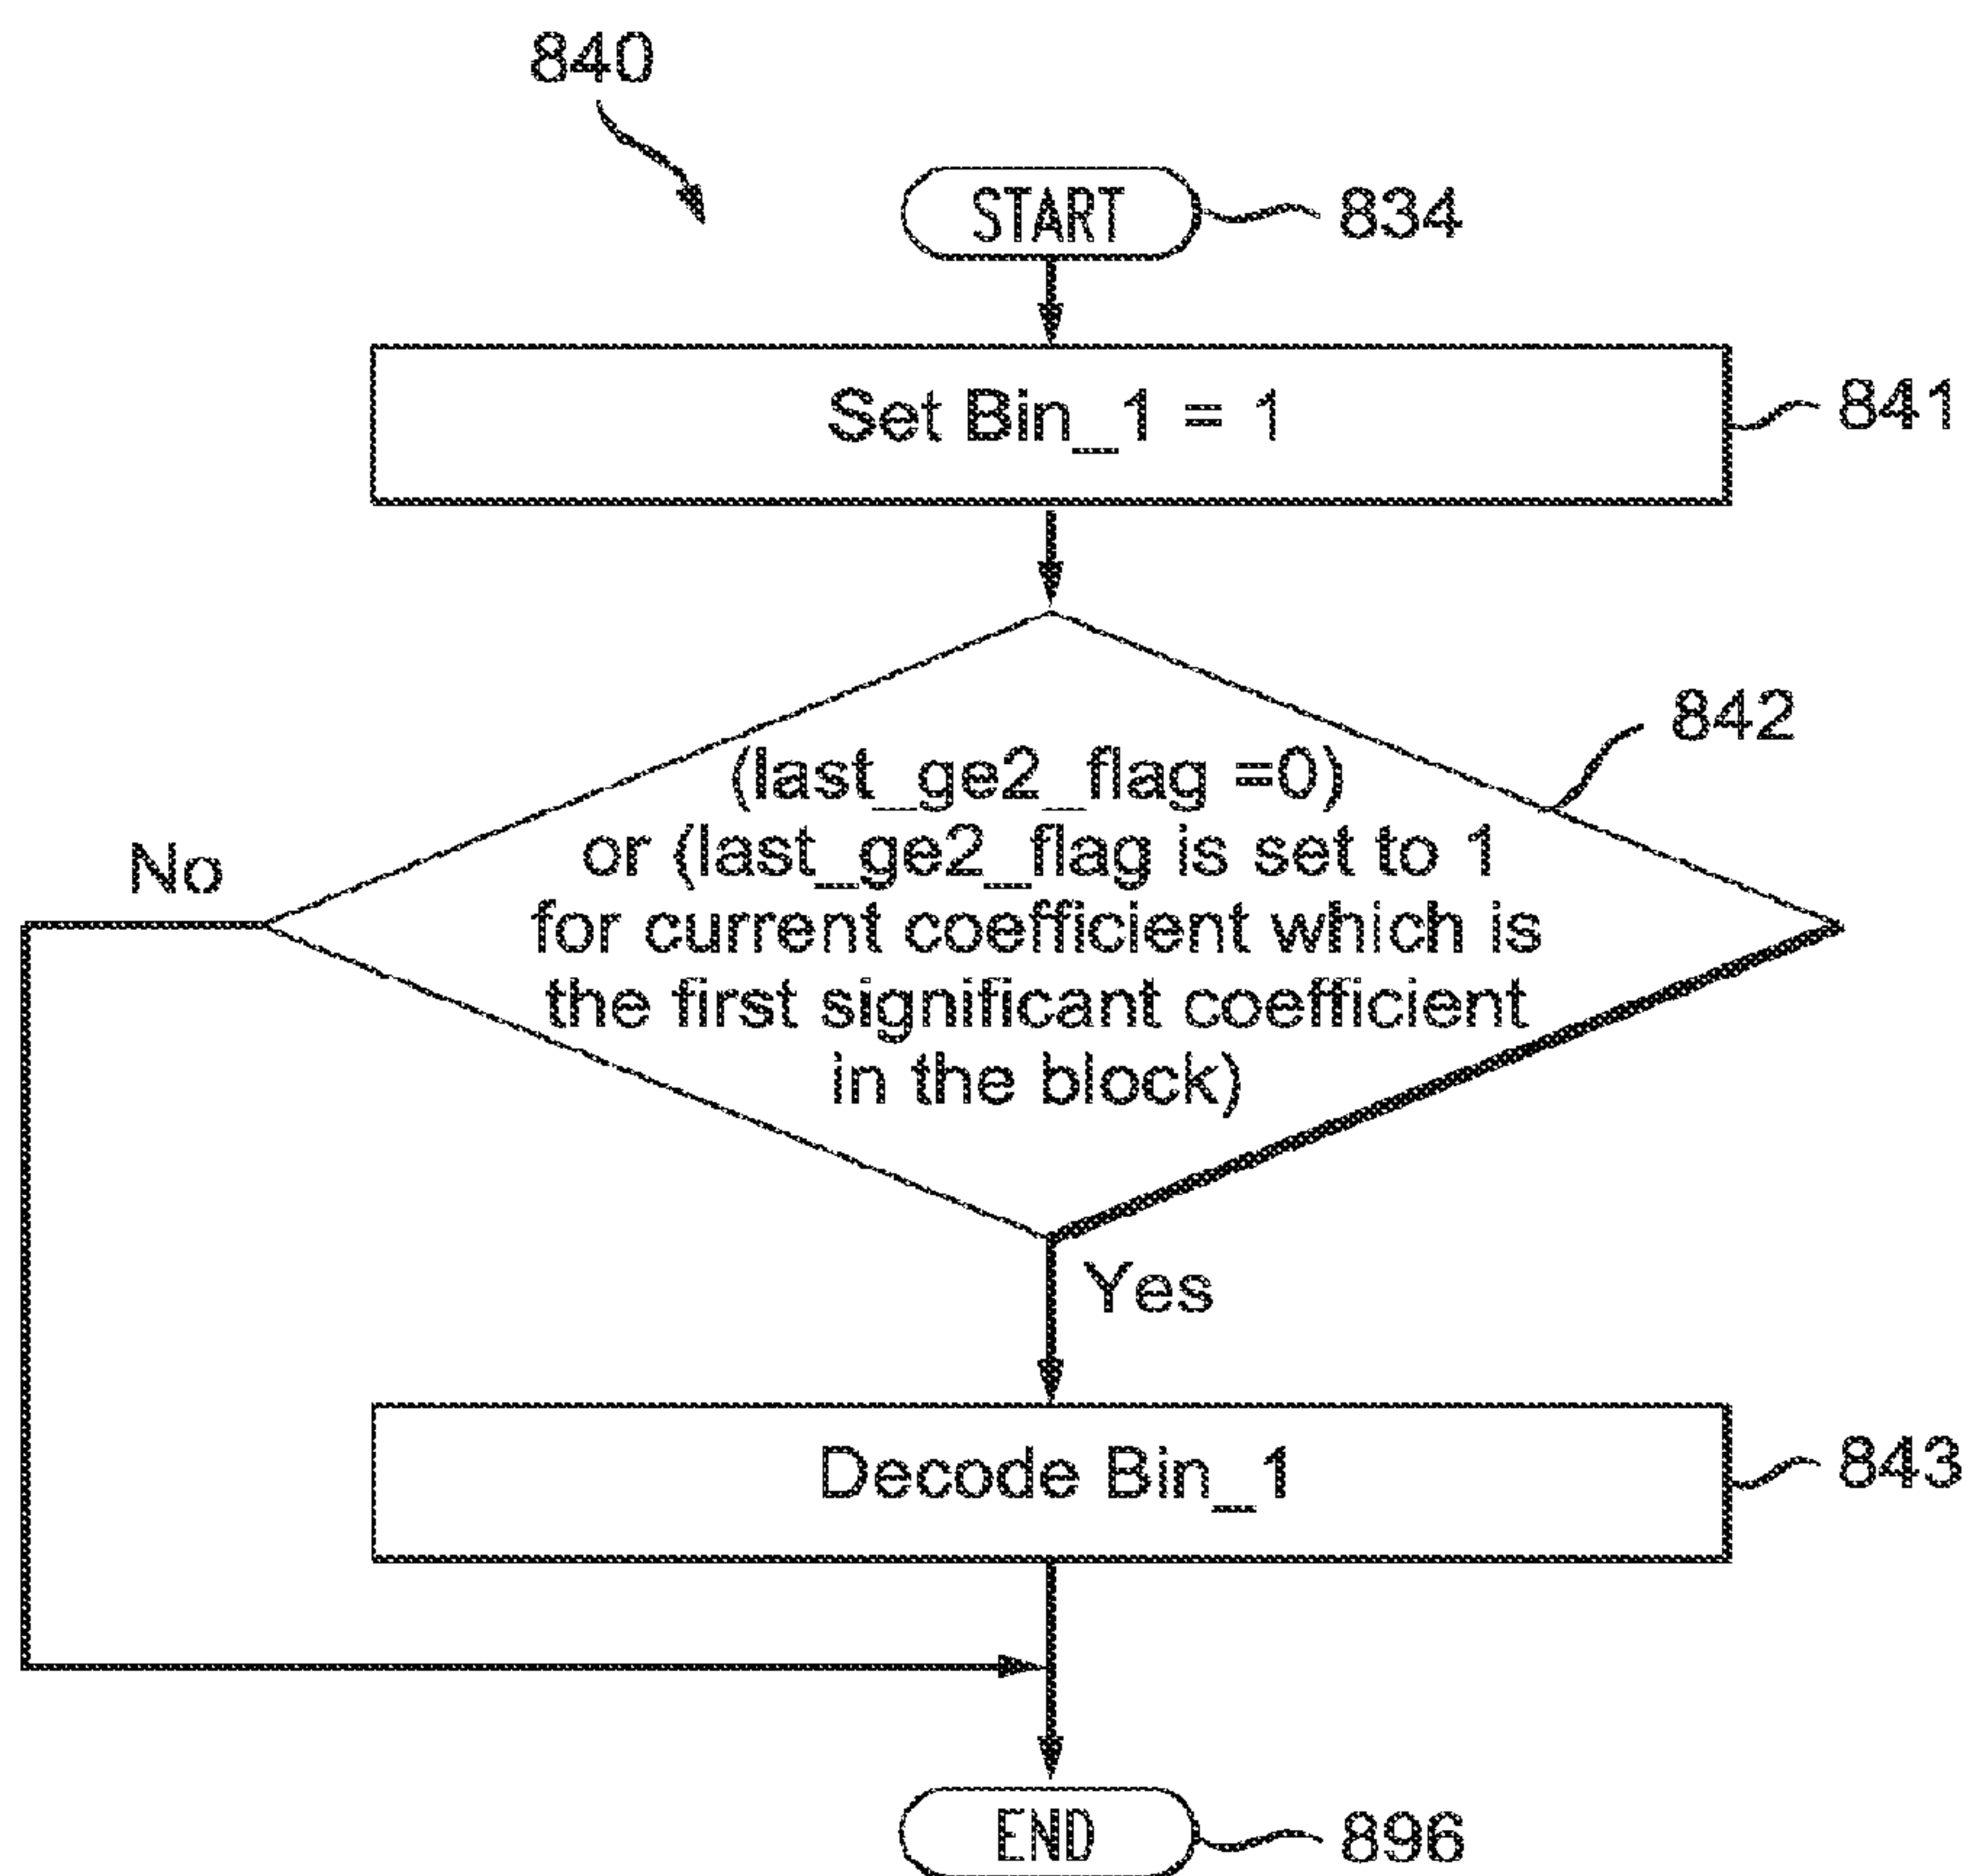 840
START
834
Set Bin_1 = 1
841
842
(last_ge2_flag =0)
or (last_ge2_flag is set to 1
for current coefficient which is
the first significant coefficient
in the block)
No
Yes
Decode Bin_1
843
END
896